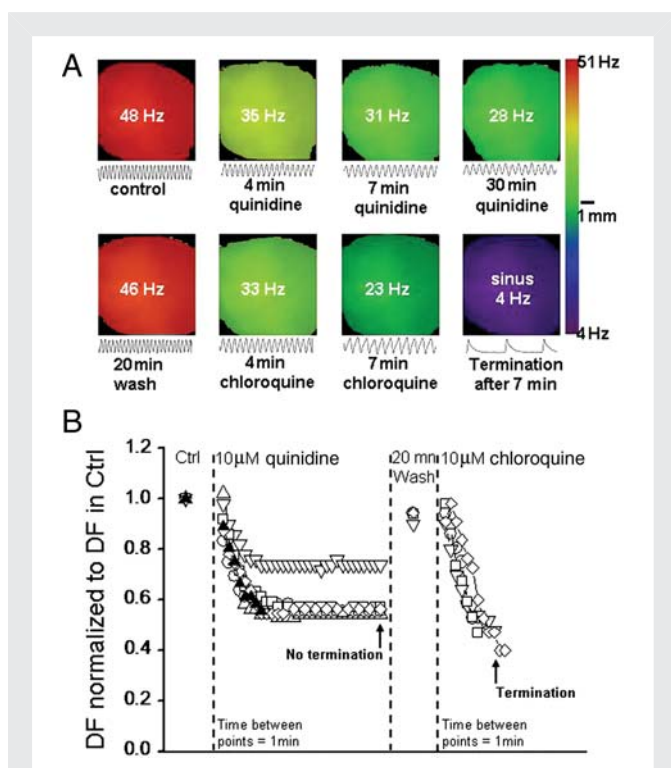 A
51 Hz
48 Hz
35 Hz
31 Hz
28 Hz
control
4 min
quinidine
7 min
quinidine
30 min
quinidine
1 mm
46 Hz
33 Hz
23 Hz
sinus
4 Hz
4 Hz
20 min
wash
4 min
chloroquine
7 min
chloroquine
Termination
after 7 min
B
DF normalized to DF in Ctrl
1.2
1.0
0.8
0.6
0.4
0.2
0.0
Ctrl
10µM quinidine
20 mn
Wash
10µM chloroquine
No termination
Termination
Time between
points = 1min
Time between
points = 1min